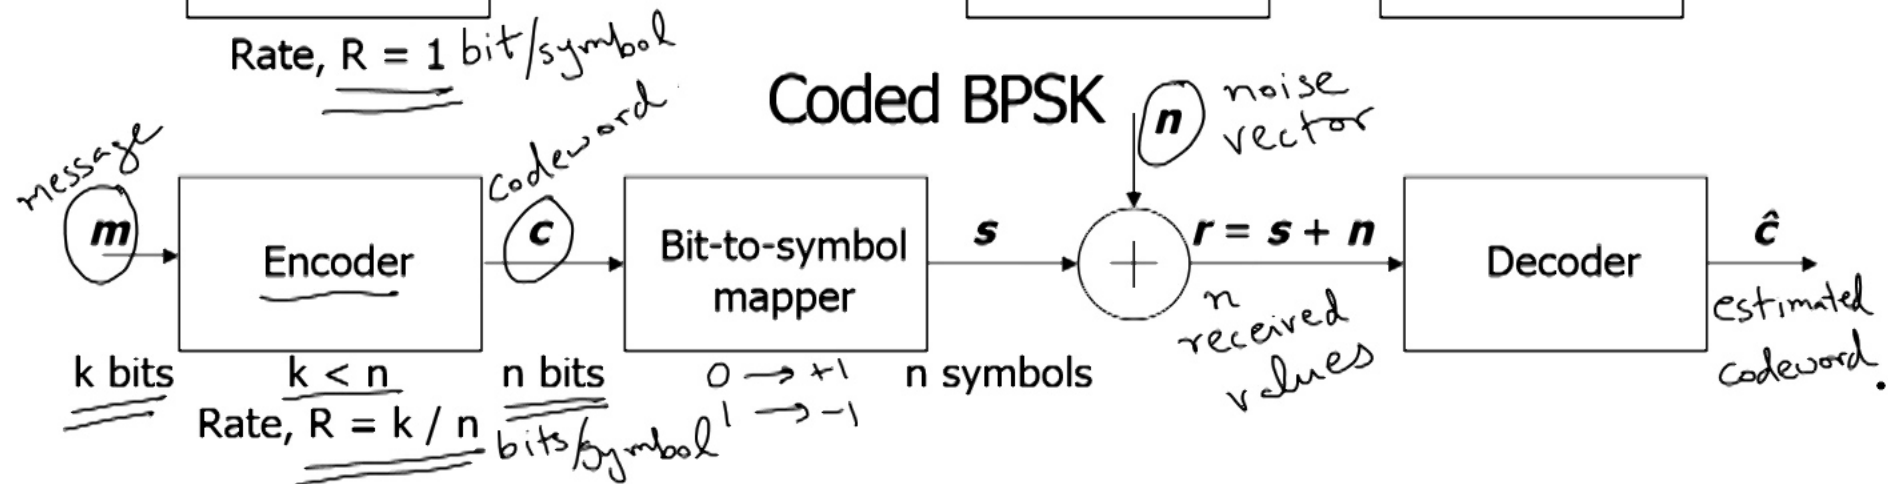 Rate, R = 1 bit/symbol
Coded BPSK
message
m
Encoder
codeword
c
Bit-to-symbol
mapper
s
n
noise
vector
r = s + n
n
received
values
Decoder
ĉ
estimated
codeword.
k bits
k < n
n bits
0 → +1
1 → -1
n symbols
Rate, R = k / n bits/symbol